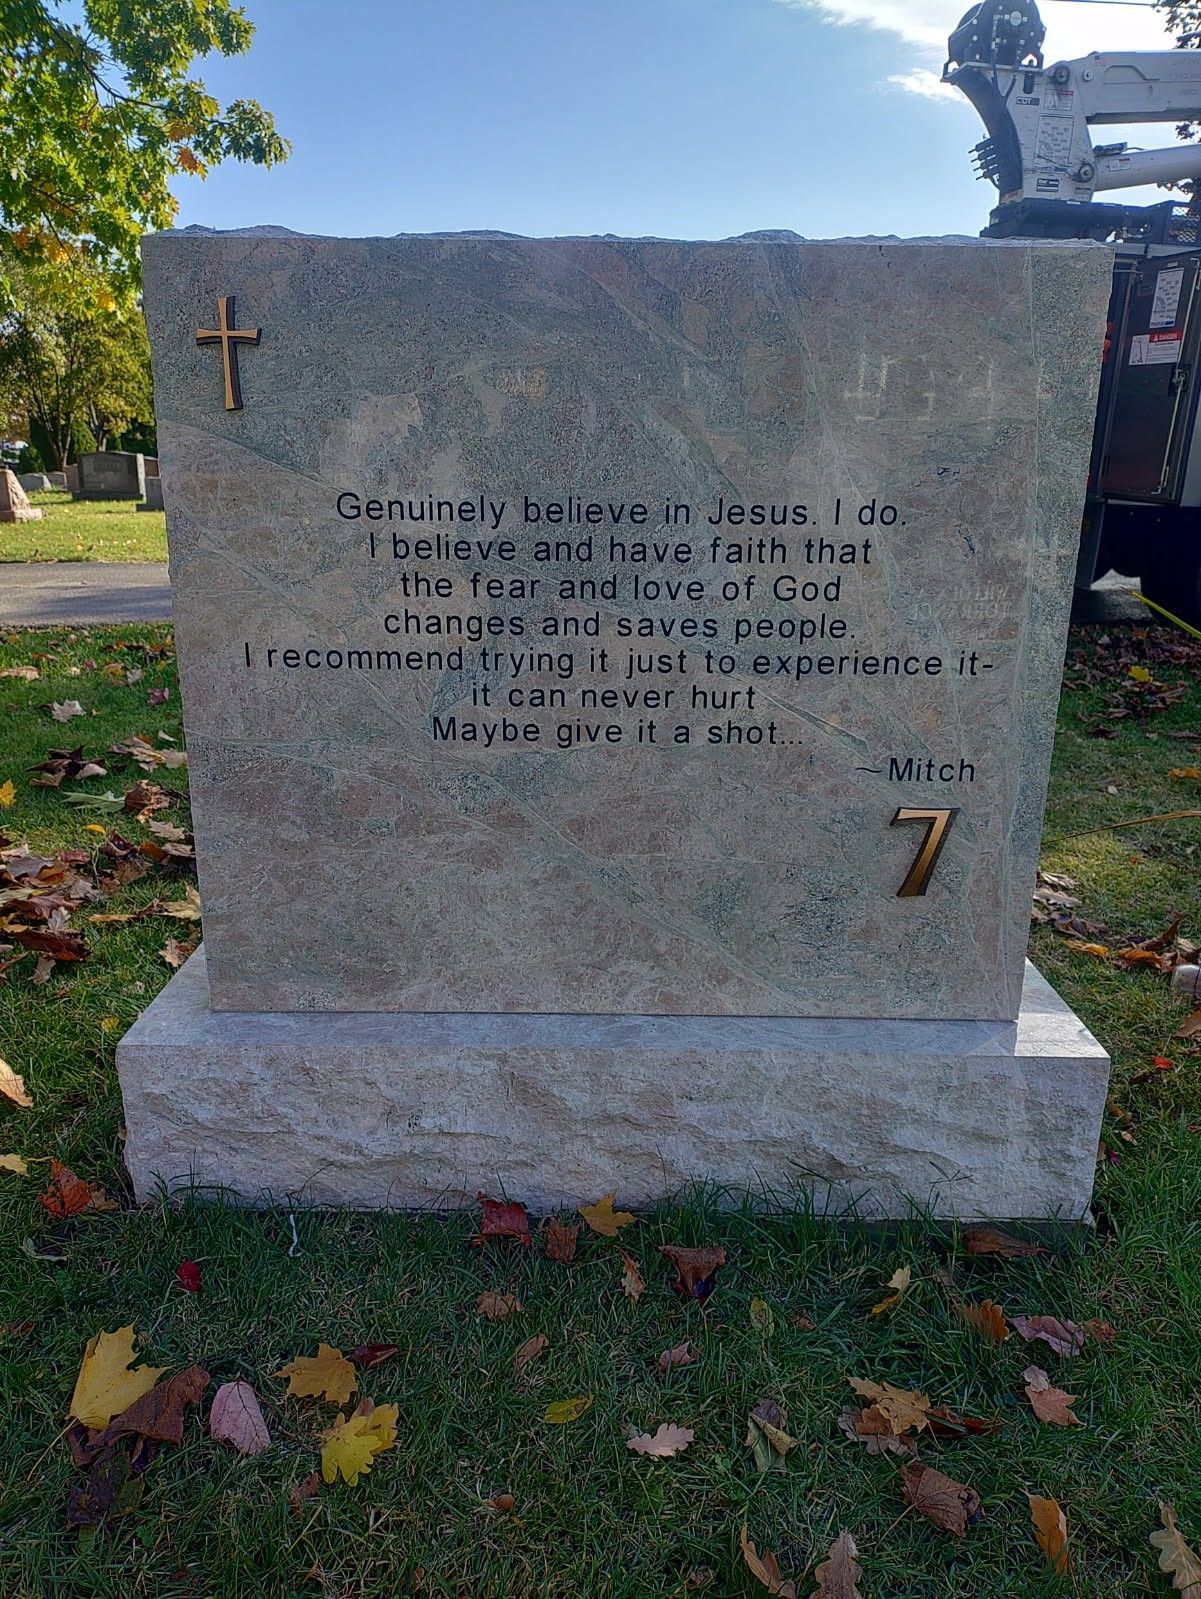 Genuinely believe in Jesus. I do.
I believe and have faith that
the fear and love of God
changes and saves people.
I recommend trying it just to experience it-
it can never hurt
Maybe give it a shot...
~Mitch
7
DANGER